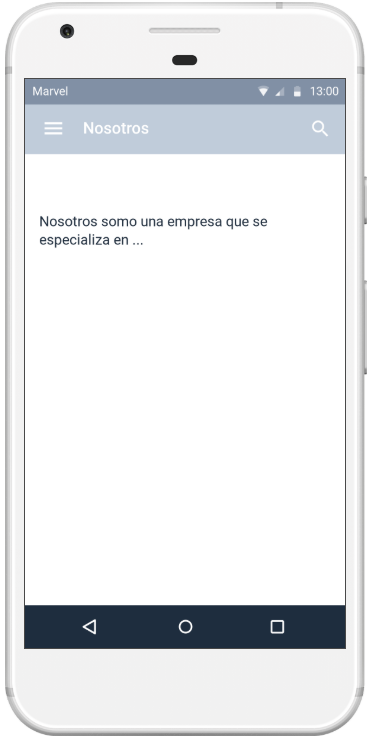 Marvel 13:00
Nosotros
Nosotros somo una empresa que se
especializa en ...